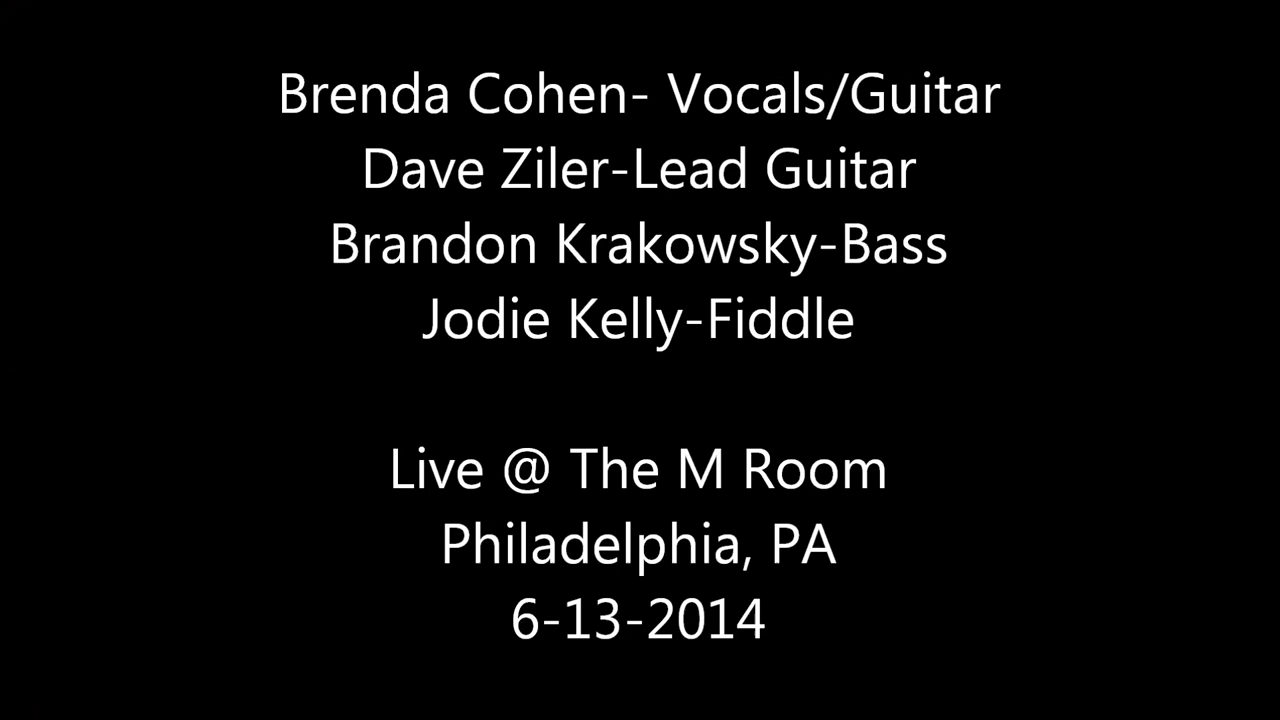 Brenda Cohen- Vocals/Guitar
Dave Ziler-Lead Guitar
Brandon Krakowsky-Bass
Jodie Kelly-Fiddle
Live @ The M Room
Philadelphia, PA
6-13-2014